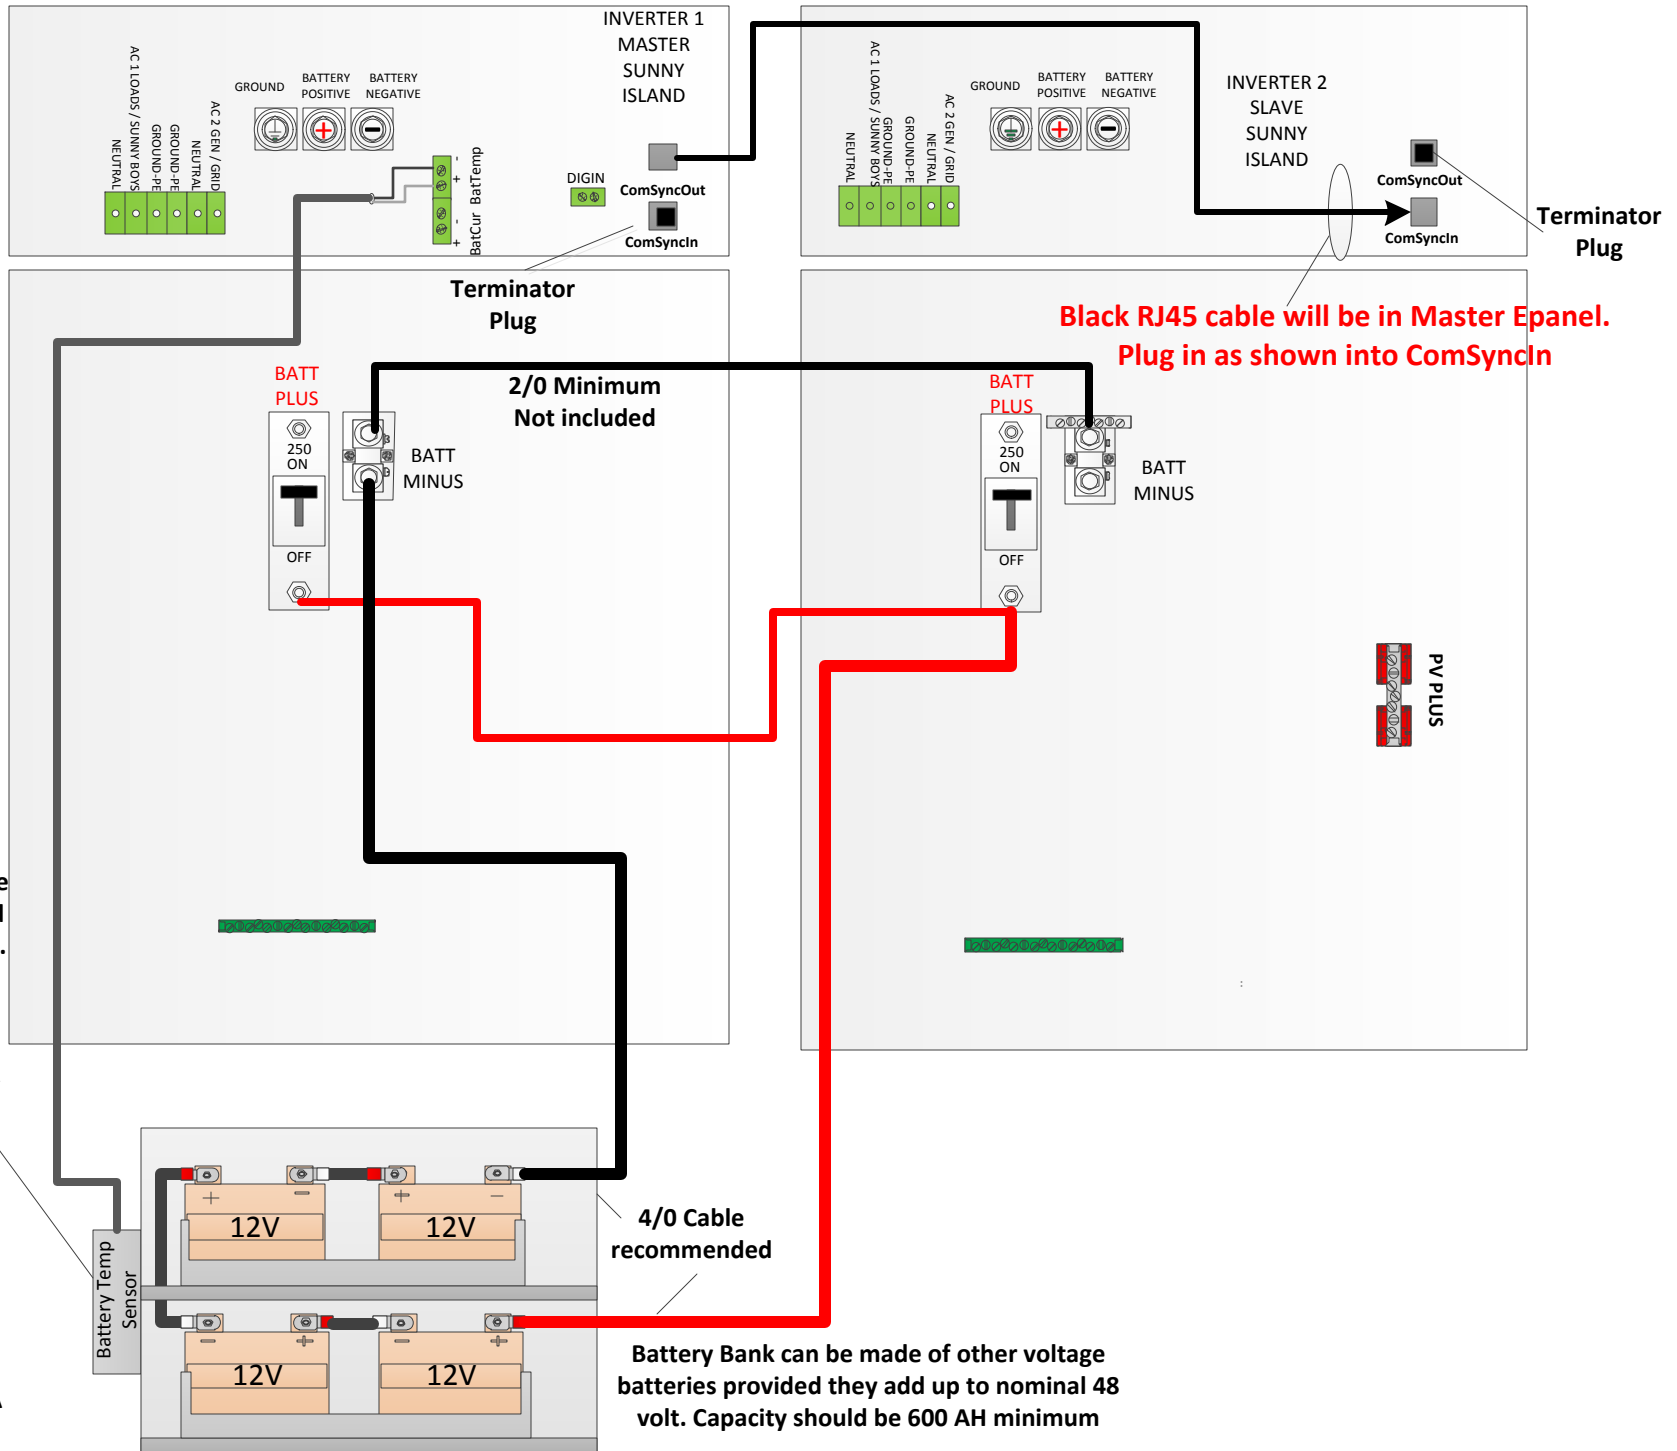 INVERTER 1
MASTER
SUNNY
ISLAND
NEUTRAL
AC 1 LOADS / SUNNY BOYS
GROUND-PE
GROUND-PE
NEUTRAL
AC 2 GEN / GRID
GROUND
BATTERY
POSITIVE
BATTERY
NEGATIVE
+
-
BatTemp
- +
BatCur
- +
DIGIN
ComSyncOut
ComSyncIn
Terminator
Plug
INVERTER 2
SLAVE
SUNNY
ISLAND
NEUTRAL
AC 1 LOADS / SUNNY BOYS
GROUND-PE
GROUND-PE
NEUTRAL
AC 2 GEN / GRID
GROUND
BATTERY
POSITIVE
BATTERY
NEGATIVE
+
-
ComSyncOut
ComSyncIn
Terminator
Plug
Black RJ45 cable will be in Master Epanel.
Plug in as shown into ComSyncIn
BATT
PLUS
250
ON
OFF
BATT
MINUS
2/0 Minimum
Not included
BATT
PLUS
250
ON
OFF
BATT
MINUS
PV PLUS
Battery Temp
Sensor
+ - + -
12V 12V
- + - +
12V 12V
4/0 Cable
recommended
Battery Bank can be made of other voltage
batteries provided they add up to nominal 48
volt. Capacity should be 600 AH minimum